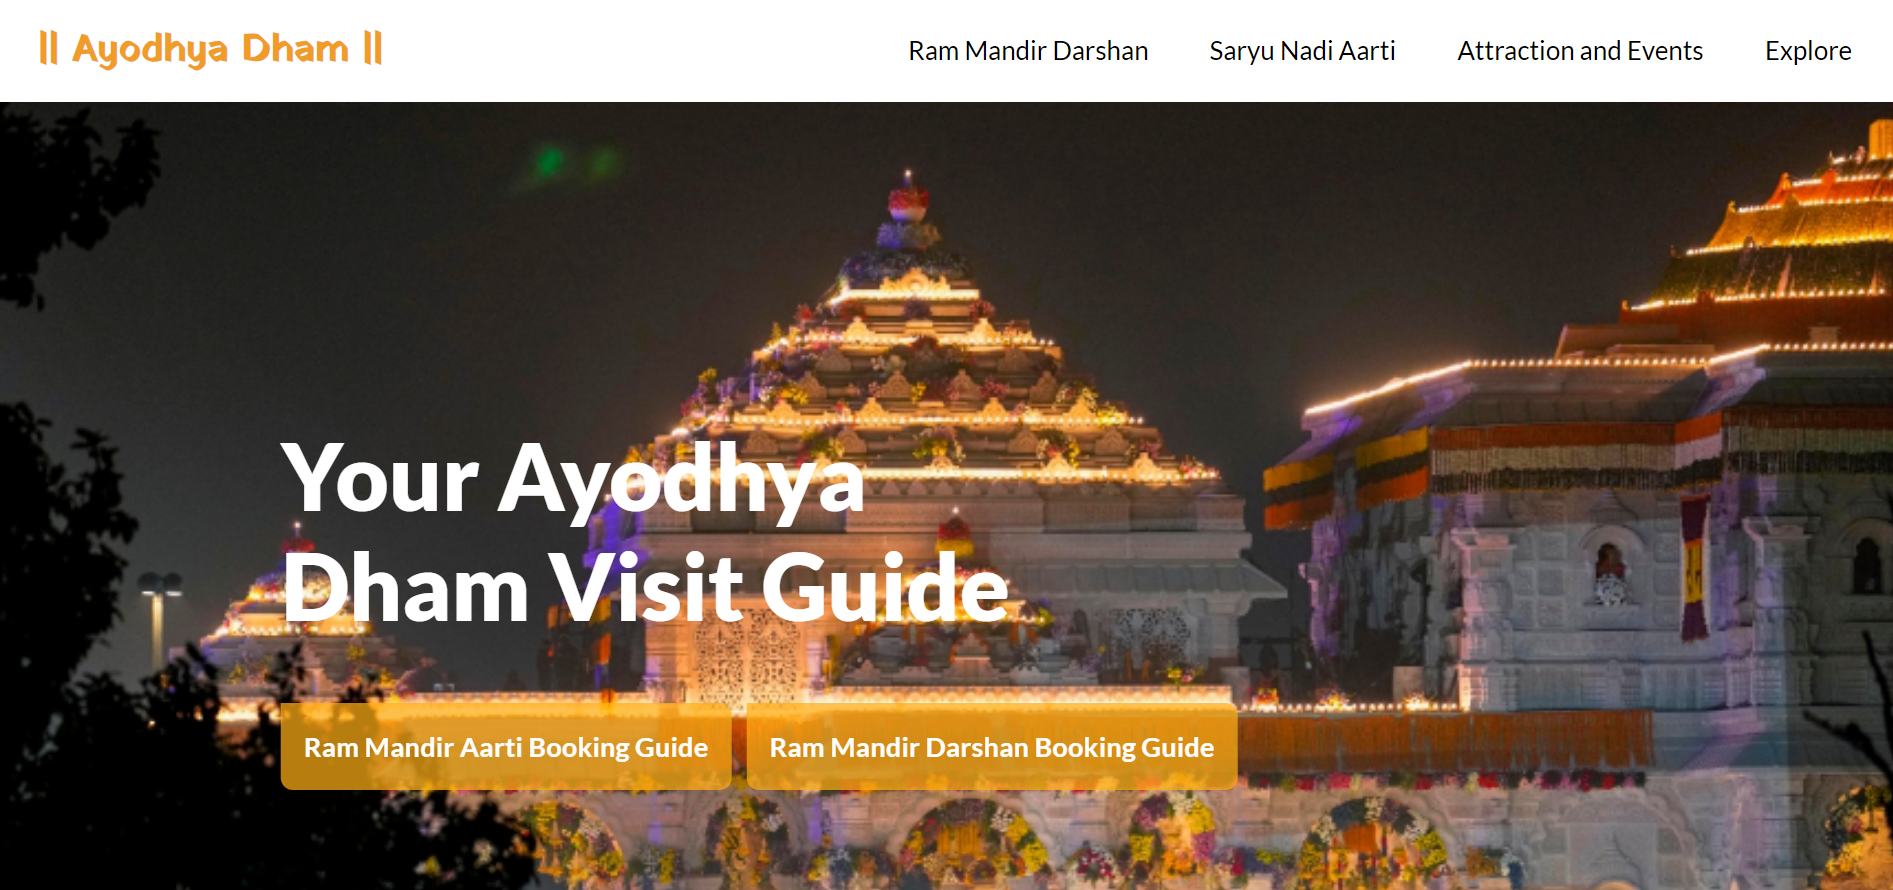 || Ayodhya Dham ||
Ram Mandir Darshan
Saryu Nadi Aarti
Attraction and Events
Explore
Your Ayodhya
Dham Visit Guide
Ram Mandir Aarti Booking Guide
Ram Mandir Darshan Booking Guide